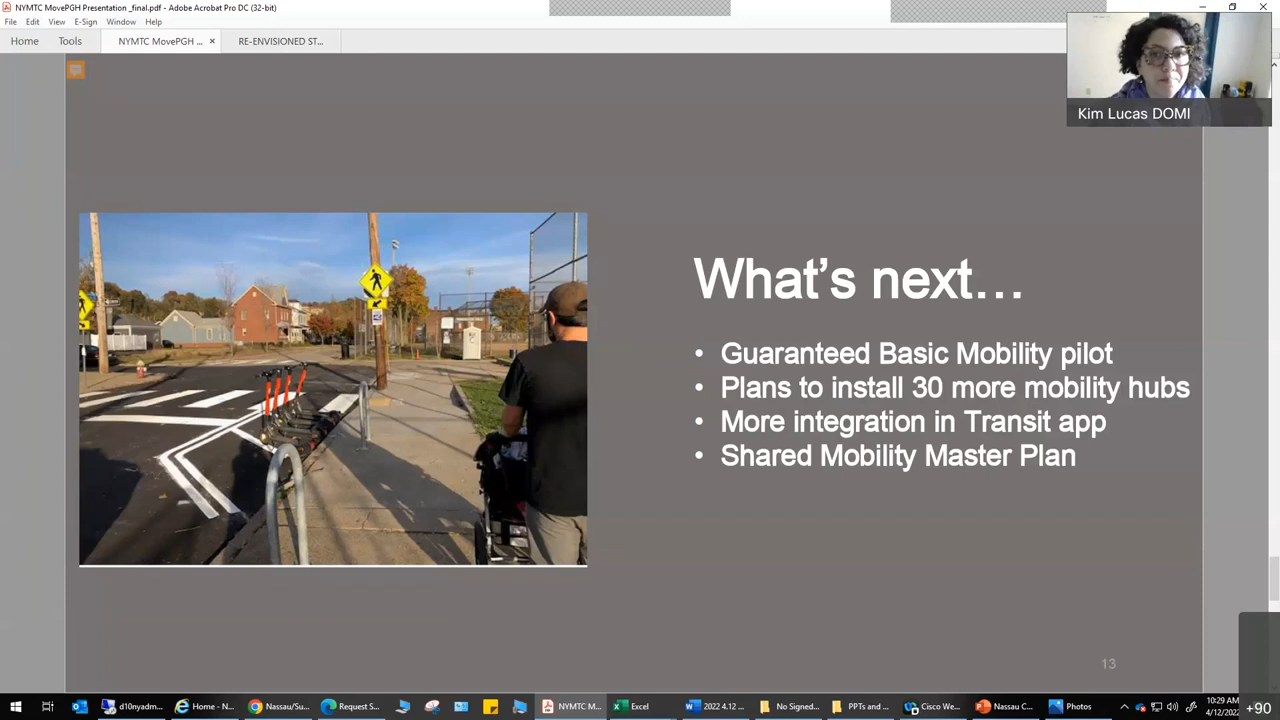 NYMTC MovePGH Presentation _final.pdf - Adobe Acrobat Pro DC (32-bit)
File Edit View E-Sign Window Help
Home Tools NYMTC MovePGH ... × RE-ENVISIONED ST...
Kim Lucas DOMI
What's next…
• Guaranteed Basic Mobility pilot
• Plans to install 30 more mobility hubs
• More integration in Transit app
• Shared Mobility Master Plan
13
d10nyadm... Home - N... Nassau/Su... Request S... NYMTC M... Excel 2022 4.12 ... No Signed... PPTs and ... Cisco We... Nassau C... Photos
10:29 AM
4/12/2022
+90